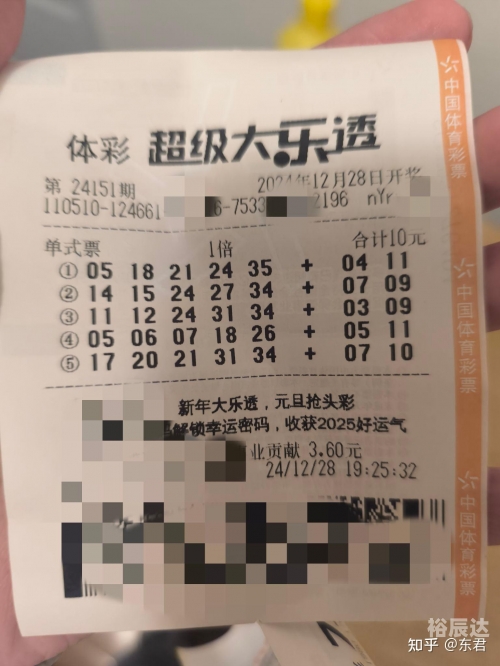 体彩 超级大乐透
第 24151期 2024年12月28日开奖
110510-124661 6-7533 2196 nYr
单式票 1倍 合计10元
① 05 18 21 24 35 + 04 11
② 14 15 24 27 34 + 07 09
③ 11 12 24 31 34 + 03 09
④ 05 06 07 18 26 + 05 11
⑤ 17 20 21 31 34 + 07 10
新年大乐透，元旦抢头彩
解锁幸运密码，收获2025好运气
业贡献 3.60元
24/12/28 19:25:32
中国体育彩票
中国体育彩票
中国体育彩票
裕辰达
知乎 @东君